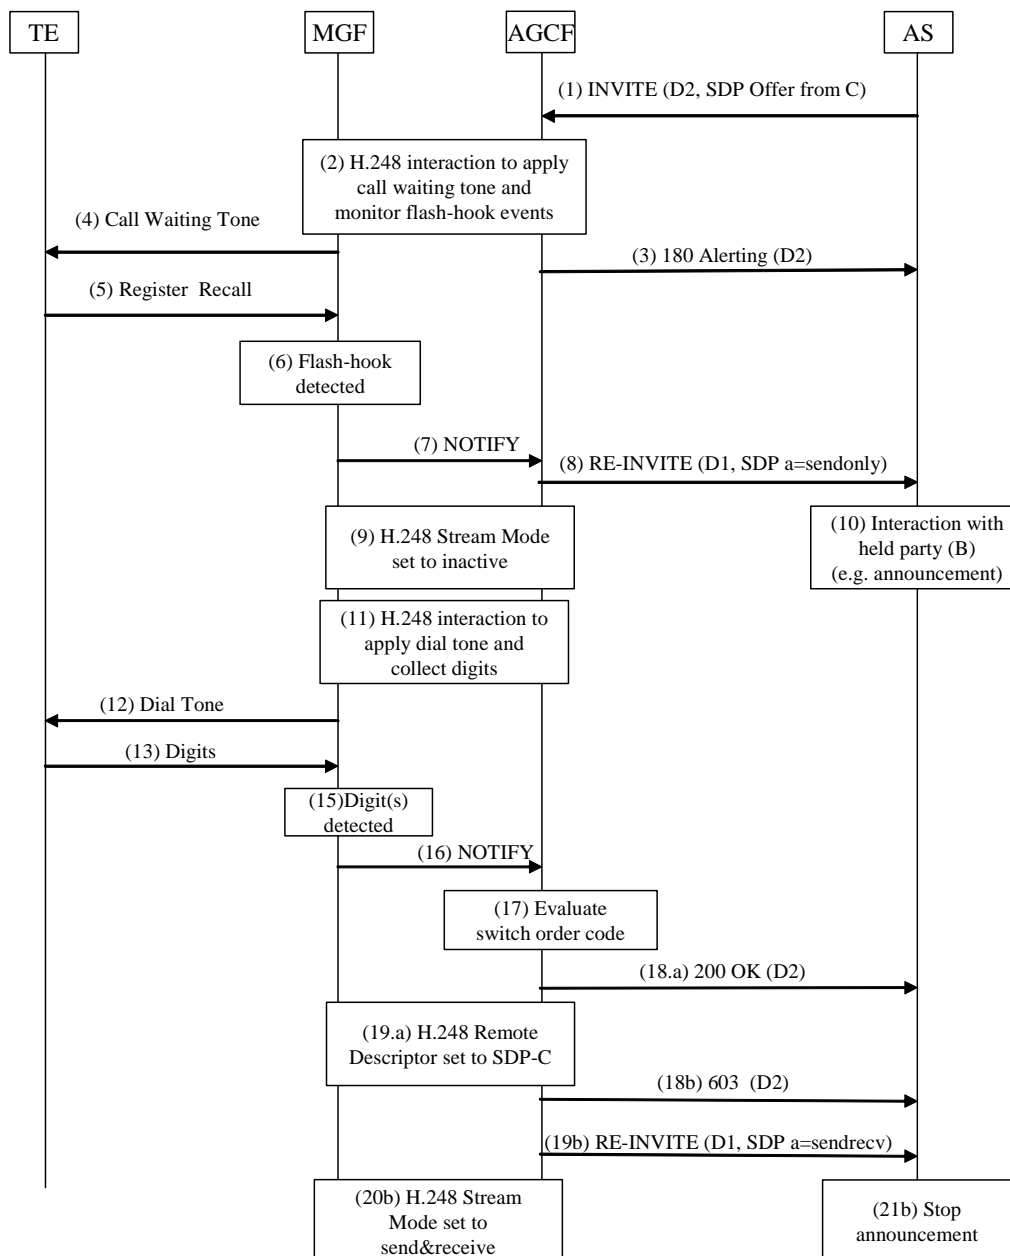 TE
MGF
AGCF
AS
(1) INVITE (D2, SDP Offer from C)
(2) H.248 interaction to apply
call waiting tone and
monitor flash-hook events
(4) Call Waiting Tone
(3) 180 Alerting (D2)
(5) Register  Recall
(6) Flash-hook
detected
(7) NOTIFY
(8) RE-INVITE (D1, SDP a=sendonly)
(9) H.248 Stream Mode
set to inactive
(10) Interaction with
held party (B)
(e.g. announcement)
(11) H.248 interaction to
apply dial tone and
collect digits
(12) Dial Tone
(13) Digits
(15)Digit(s)
detected
(16) NOTIFY
(17) Evaluate
switch order code
(18.a) 200 OK (D2)
(19.a) H.248 Remote
Descriptor set to SDP-C
(18b) 603  (D2)
(19b) RE-INVITE (D1, SDP a=sendrecv)
(20b) H.248 Stream
Mode set to
send&receive
(21b) Stop
announcement